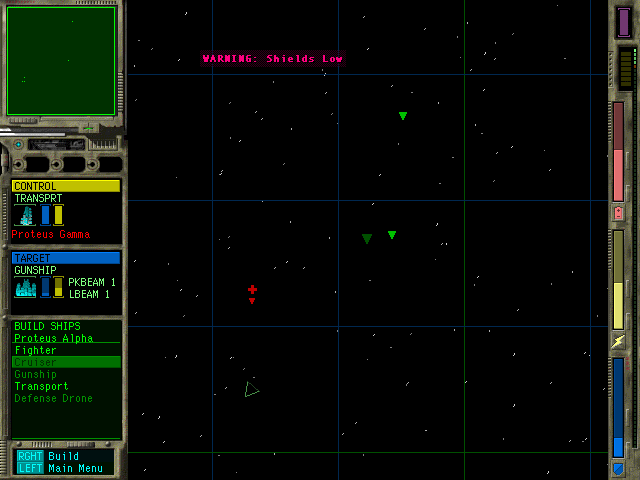 WARNING: Shields Low
CONTROL
TRANSPRT
Proteus Gamma
TARGET
GUNSHIP
PKBEAM 1
LBEAM 1
BUILD SHIPS
Proteus Alpha
Fighter
Cruiser
Gunship
Transport
Defense Drone
RGHT Build
LEFT Main Menu